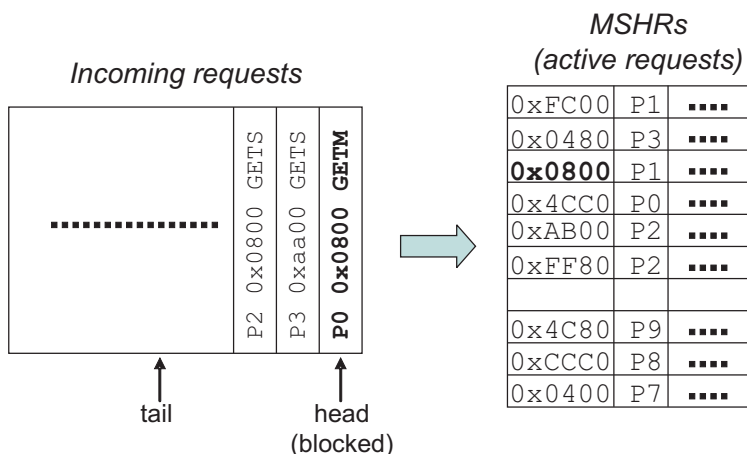 Incoming requests
P2 0x0800 GETS
P3 0xaa00 GETS
P0 0x0800 GETM
tail
head
(blocked)
MSHRs
(active requests)
0xFC00 P1 ....
0x0480 P3 ....
0x0800 P1 ....
0x4CC0 P0 ....
0xAB00 P2 ....
0xFF80 P2 ....
0x4C80 P9 ....
0xCCC0 P8 ....
0x0400 P7 ....